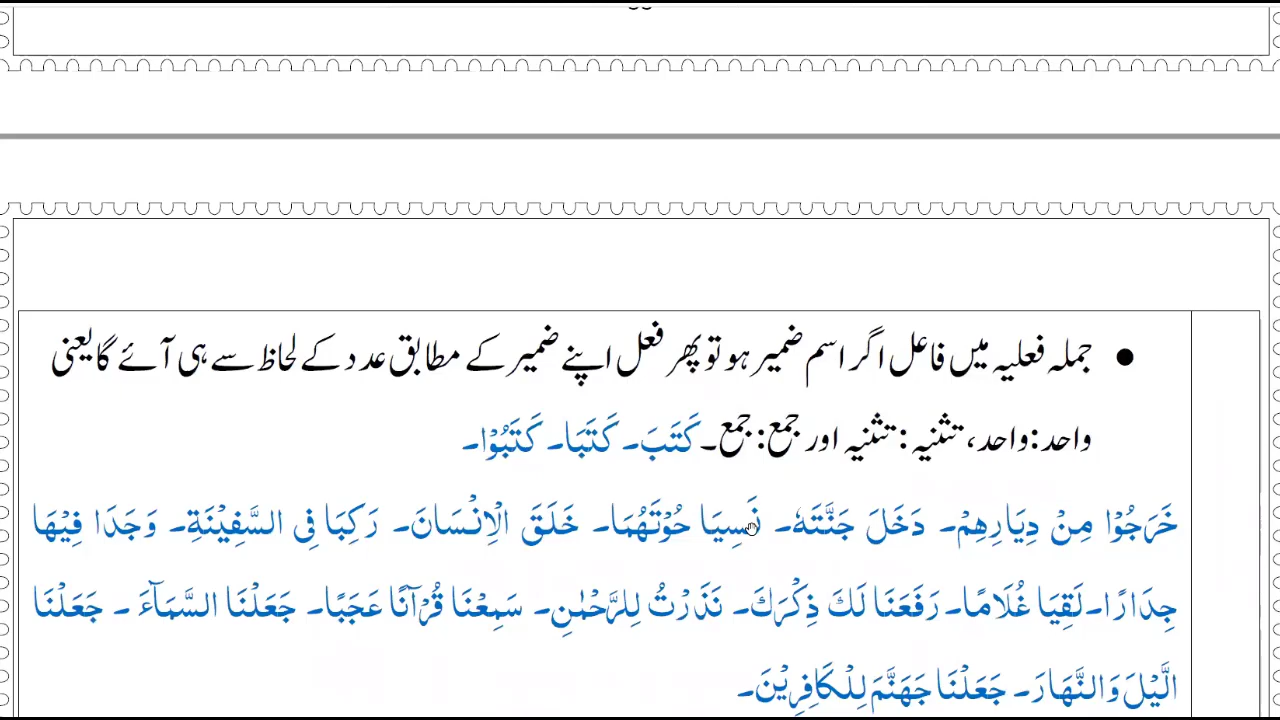 ● جملہ فعلیہ میں فاعل اگر اسم ضمیر ہو تو پھر فعل اپنے ضمیر کے مطابق عدد کے لحاظ سے ہی آئے گا یعنی
واحد: واحد، تثنیہ: تثنیہ اور جمع: جمع۔ كَتَبَ۔ كَتَبَا۔ كَتَبُوْا۔
خَرَجُوْا مِنْ دِيَارِهِمْ۔ دَخَلَ جَنَّتَهٗ۔ نَسِيَا حُوْتَهُمَا۔ خَلَقَ الْاِنْسَانَ۔ رَكِبَا فِى السَّفِيْنَةِ۔ وَجَدَا فِيْهَا
جِدَارًا۔ لَقِيَا غُلَامًا۔ رَفَعَنَا لَكَ ذِكْرَكَ۔ نَذَرْتُ لِلرَّحْمٰنِ۔ سَمِعْنَا قُرْآنًا عَجَبًا۔ جَعَلْنَا السَّمَآءَ ۔ جَعَلْنَا
الَّيْلَ وَالنَّهَارَ۔ جَعَلْنَا جَهَنَّمَ لِلْكَافِرِيْنَ۔